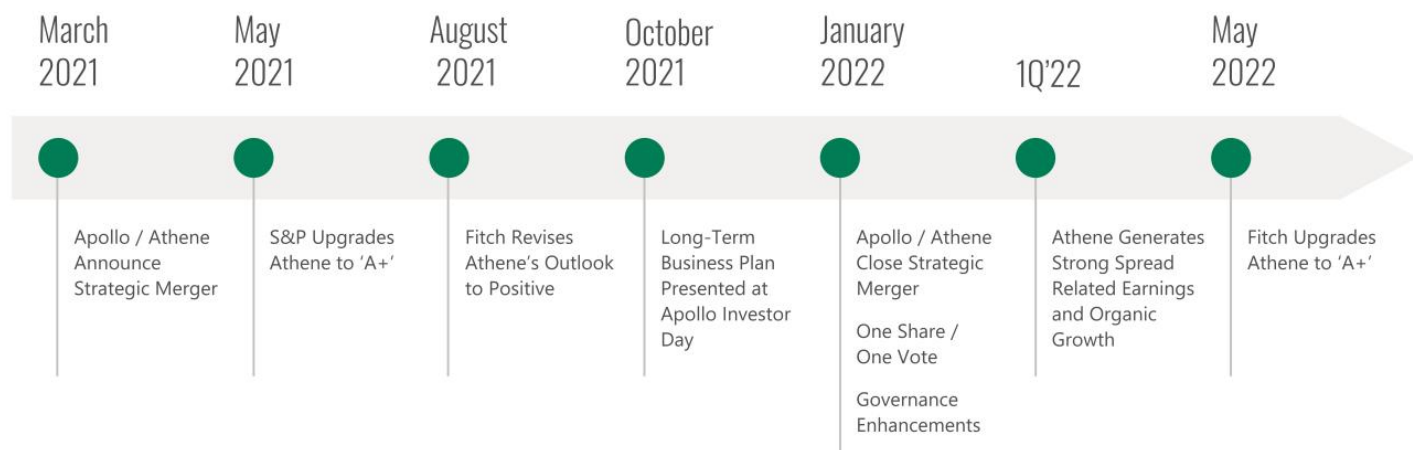 March
2021
May
2021
August
2021
October
2021
January
2022
1Q'22
May
2022
Apollo / Athene
Announce
Strategic Merger
S&P Upgrades
Athene to ‘A+’
Fitch Revises
Athene’s Outlook
to Positive
Long-Term
Business Plan
Presented at
Apollo Investor
Day
Apollo / Athene
Close Strategic
Merger
One Share /
One Vote
Governance
Enhancements
Athene Generates
Strong Spread
Related Earnings
and Organic
Growth
Fitch Upgrades
Athene to ‘A+’